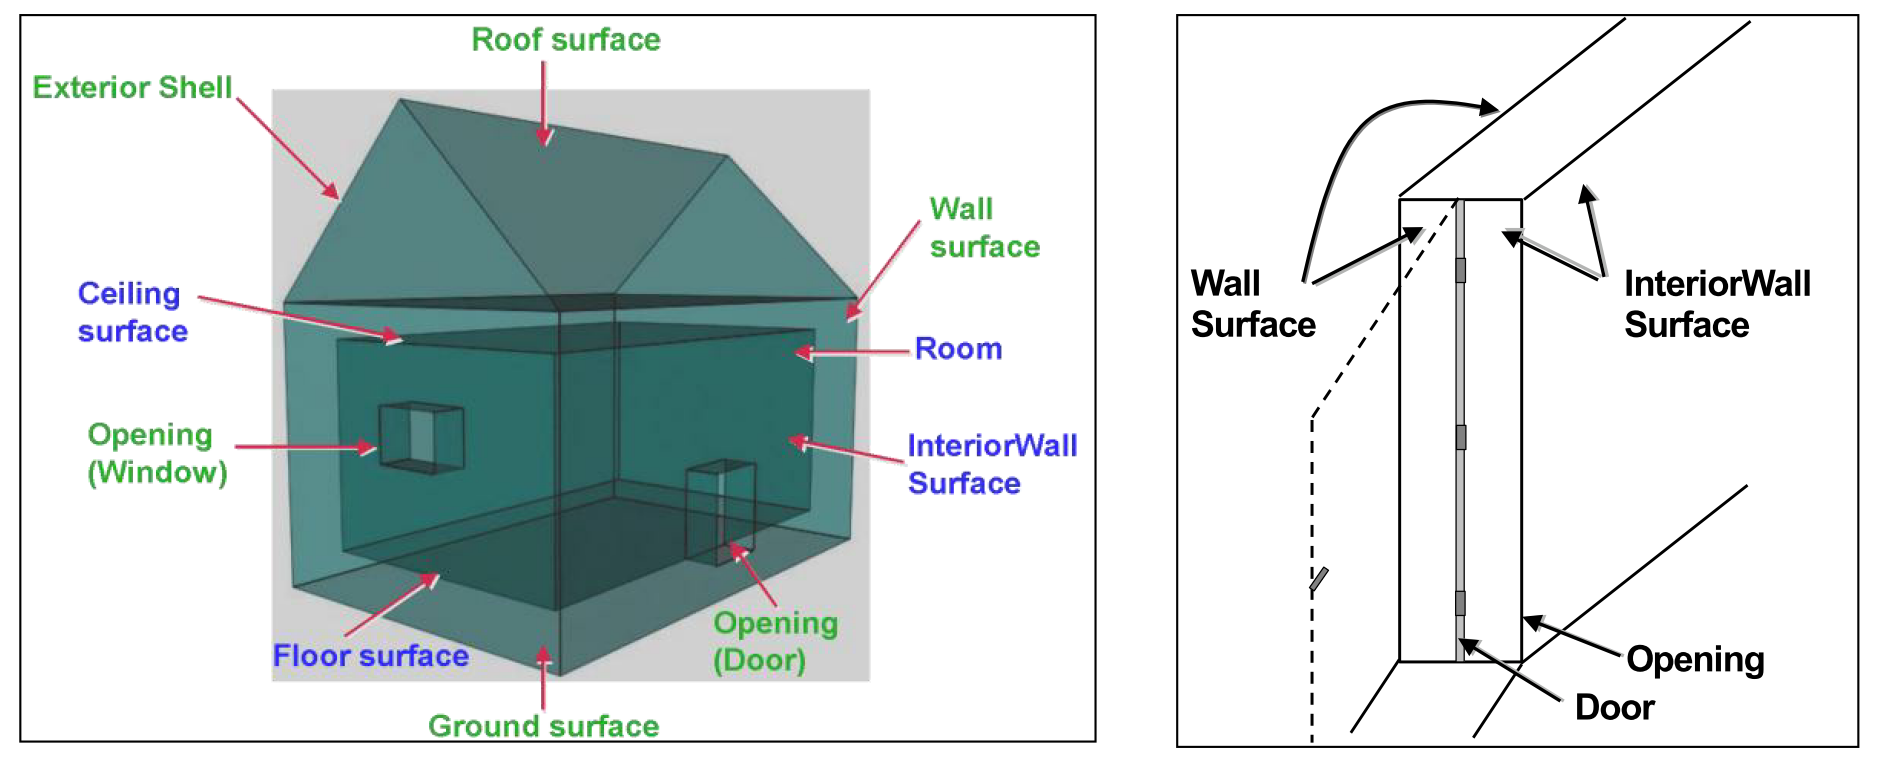 Roof surface
Exterior Shell
Wall
surface
Ceiling
surface
Room
Opening
(Window)
InteriorWall
Surface
Opening
(Door)
Floor surface
Ground surface
Wall
Surface
InteriorWall
Surface
Opening
Door